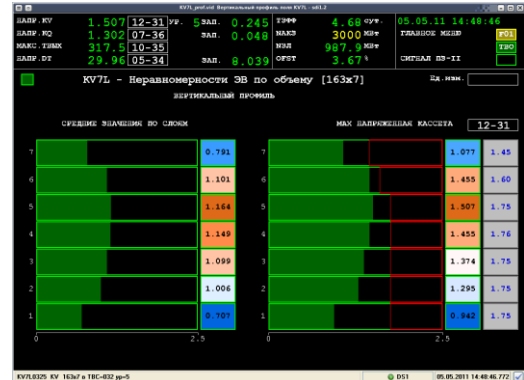 KV7L_prof.vid Вертикальный профиль поля KV7L - v01.2
НАПР.KV 1.507 12-31 УР. 5 ЗАП. 0.245 ТЭФФ 4.68 сут. 05.05.11 14:48:46
НАПР.KQ 1.302 07-36 ЗАП. 0.048 NАКЗ 3000 МВт ГЛАВНОЕ МЕНЮ F01
МАКС.ТВЫХ 317.5 10-35 NЗЛ 987.9 МВт ТВО
НАПР.DT 29.96 05-34 ЗАП. 8.039 OFST 3.67 % СИГНАЛ ПЗ-II
KV7L - Неравномерности ЭВ по объему [163x7] Ед.изм.
ВЕРТИКАЛЬНЫЙ ПРОФИЛЬ
СРЕДНИЕ ЗНАЧЕНИЯ ПО СЛОЯМ MAX НАПРЯЖЕННАЯ КАССЕТА 12-31
7 0.791 7 1.077 1.45
6 1.101 6 1.455 1.60
5 1.164 5 1.507 1.75
4 1.149 4 1.455 1.76
3 1.099 3 1.374 1.75
2 1.006 2 1.295 1.75
1 0.707 1 0.942 1.75
0 2.5 0 2.5
KV7L0325 KV 163x7 в ТВС-032 ур-5 DS1 05.05.2011 14:48:46.772